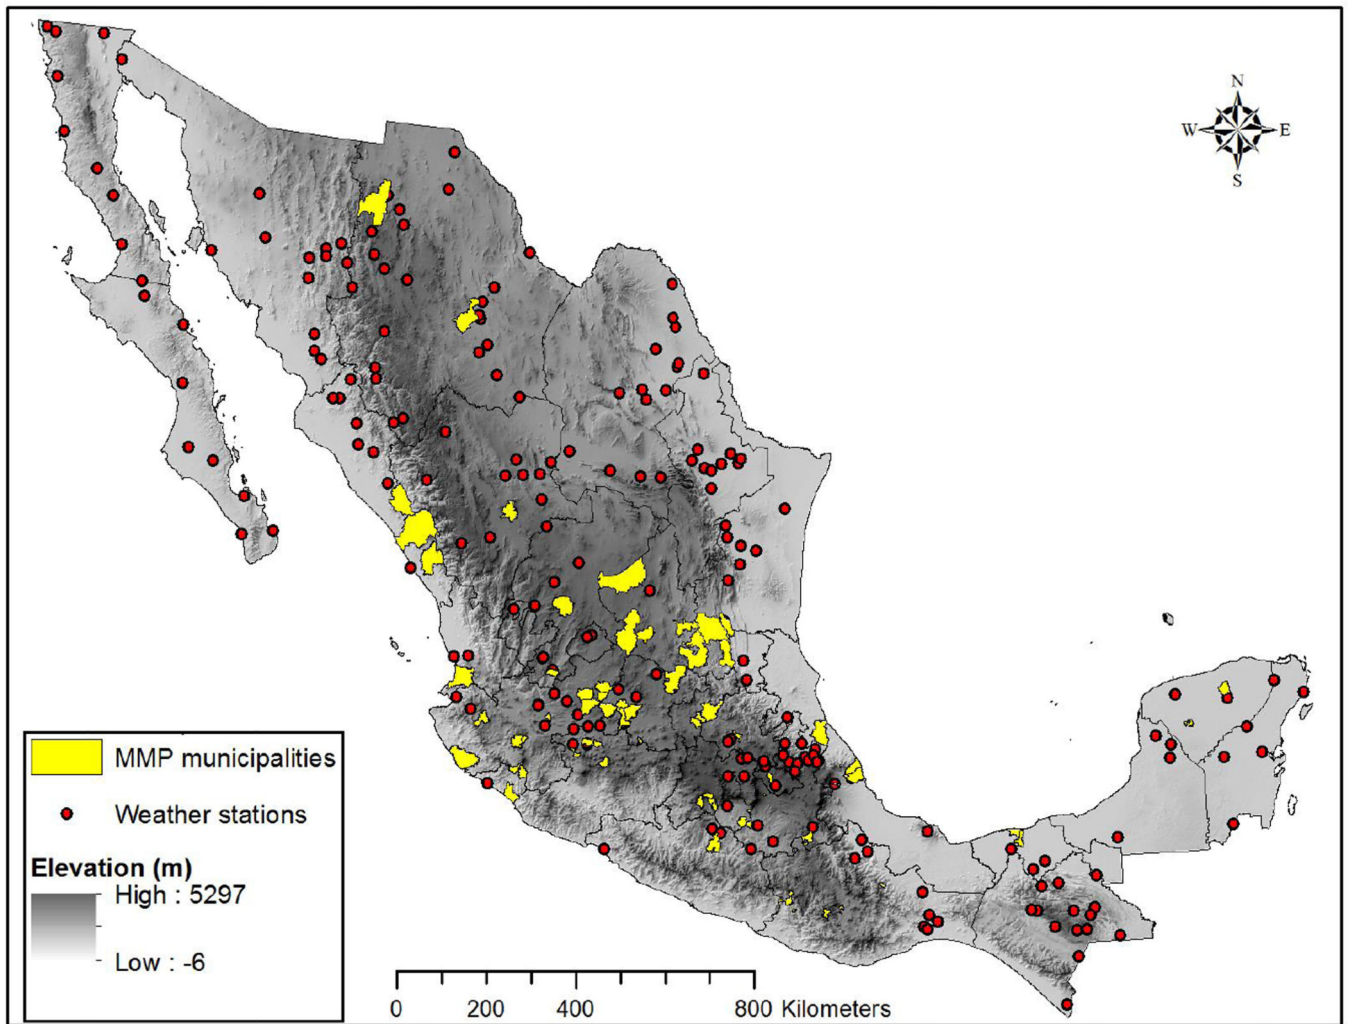 N
W E
S
MMP municipalities
Weather stations
Elevation (m)
High : 5297
Low : -6
0 200 400 800 Kilometers